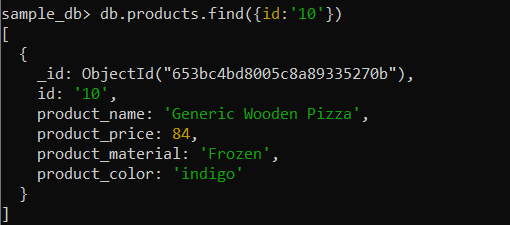 sample_db> db.products.find({id:'10'})
[
  {
    _id: ObjectId("653bc4bd8005c8a89335270b"),
    id: '10',
    product_name: 'Generic Wooden Pizza',
    product_price: 84,
    product_material: 'Frozen',
    product_color: 'indigo'
  }
]